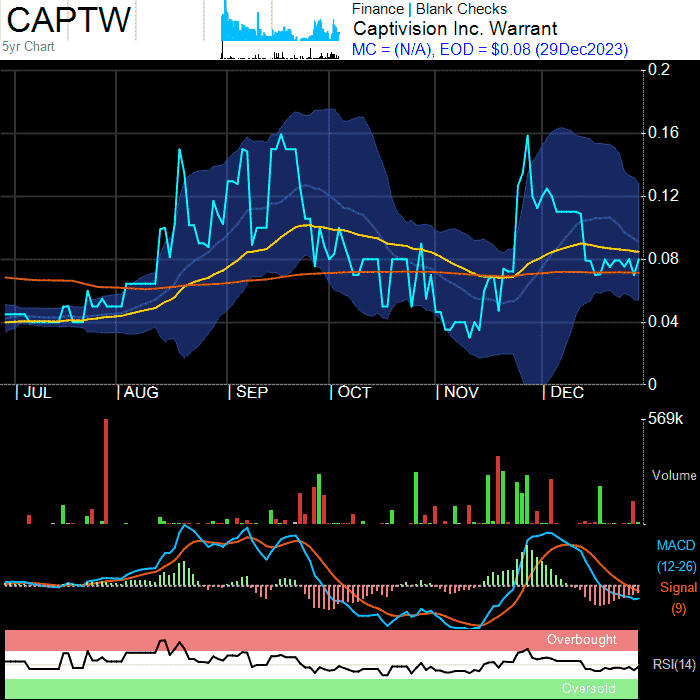 CAPTW
5yr Chart
Finance | Blank Checks
Captivision Inc. Warrant
MC = (N/A), EOD = $0.08 (29Dec2023)
0.2
0.16
0.12
0.08
0.04
0
JUL AUG SEP OCT NOV DEC
569k
Volume
MACD
(12-26)
Signal
(9)
Overbought
RSI(14)
Oversold